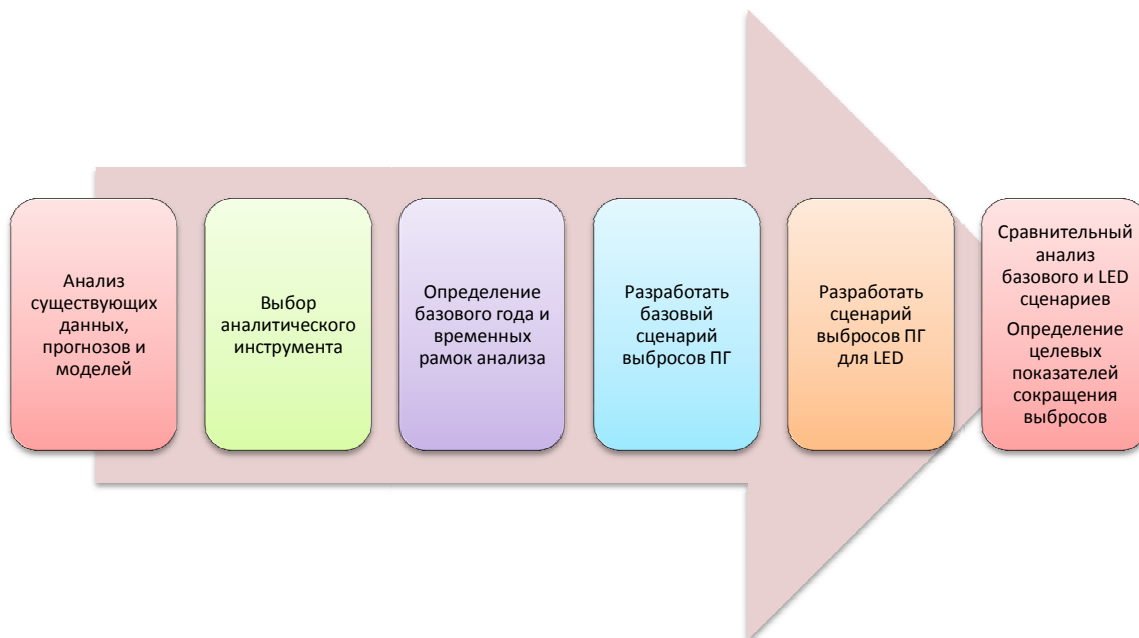 Анализ
существующих
данных,
прогнозов и
моделей
Выбор
аналитического
инструмента
Определение
базового года и
временных
рамок анализа
Разработать
базовый
сценарий
выбросов ПГ
Разработать
сценарий
выбросов ПГ
для LED
Сравнительный
анализ
базового и LED
сценариев
Определение
целевых
показателей
сокращения
выбросов